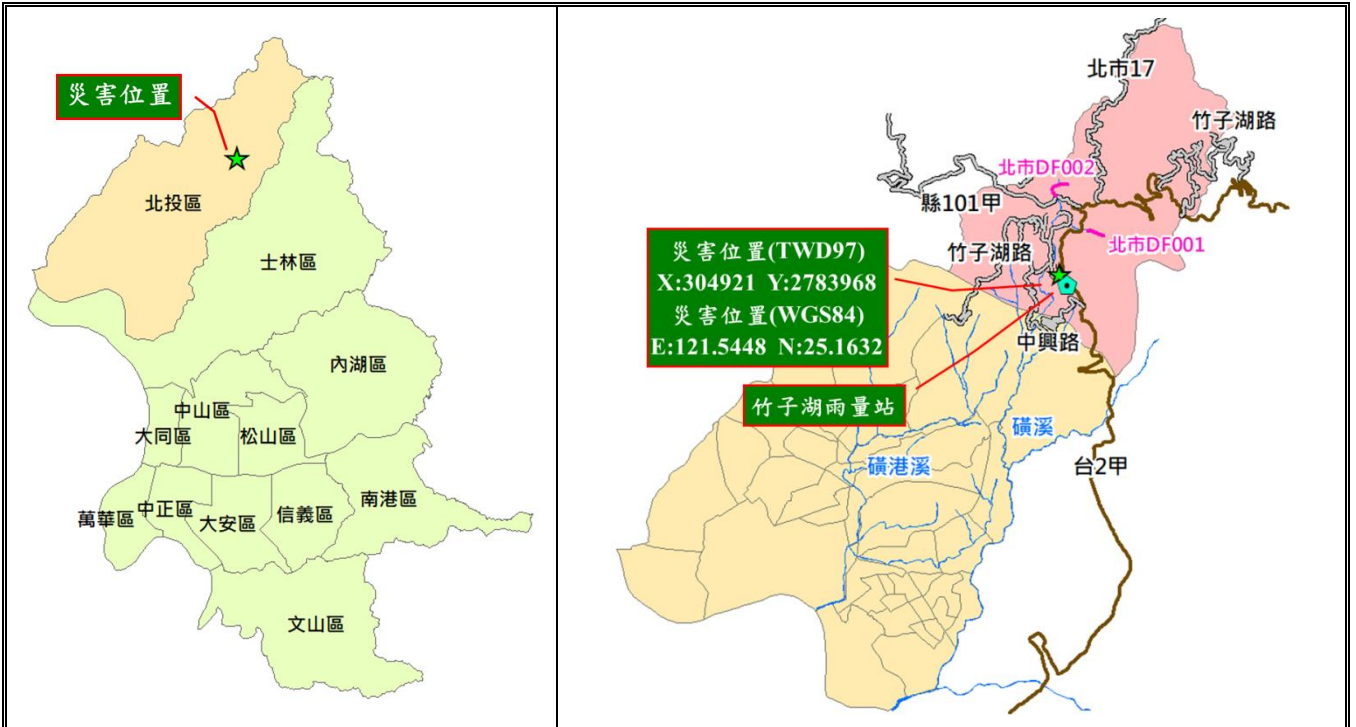 災害位置
北投區
士林區
內湖區
中山區
大同區
松山區
南港區
信義區
中正區
萬華區
大安區
文山區
北市17
竹子湖路
北市DF002
縣101甲
北市DF001
竹子湖路
災害位置(TWD97)
X:304921 Y:2783968
災害位置(WGS84)
E:121.5448 N:25.1632
中興路
竹子湖雨量站
磺溪
磺港溪
台2甲